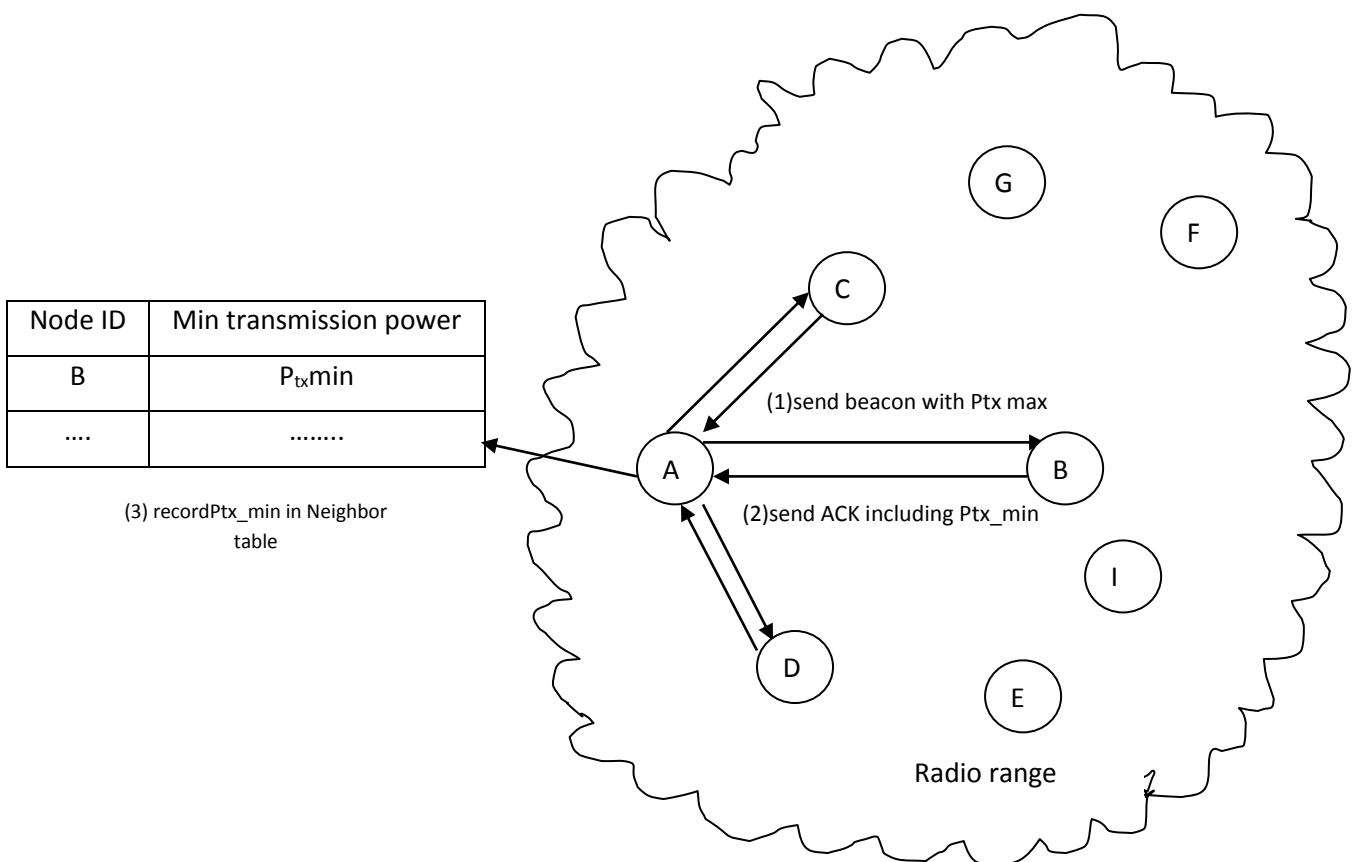 G
F
C
Node ID Min transmission power
B Ptxmin
.... ........
(1)send beacon with Ptx max
A
B
(2)send ACK including Ptx_min
(3) recordPtx_min in Neighbor
table
I
D
E
Radio range